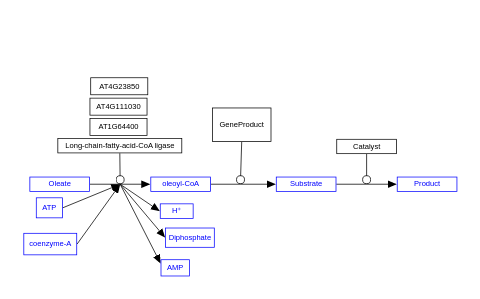 AT4G23850
AT4G111030
AT1G64400
Long-chain-fatty-acid-CoA ligase
GeneProduct
Catalyst
Oleate
oleoyl-CoA
Substrate
Product
ATP
H⁺
coenzyme-A
Diphosphate
AMP